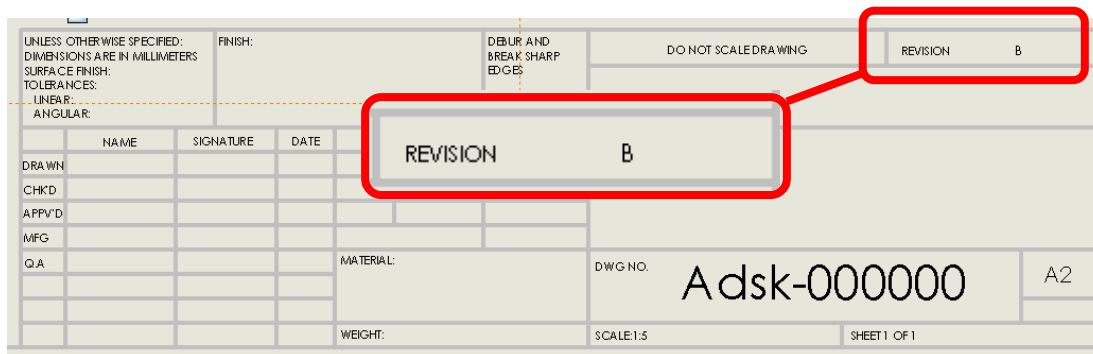 UNLESS OTHERWISE SPECIFIED:
DIMENSIONS ARE IN MILLIMETERS
SURFACE FINISH:
TOLERANCES:
LINEAR:
ANGULAR:
FINISH:
DEBUR AND
BREAK SHARP
EDGES
DO NOT SCALE DRAWING
REVISION B
REVISION B
NAME SIGNATURE DATE
DRAWN
CHK'D
APPV'D
MFG
Q.A
MATERIAL:
DWG NO.
Adsk-000000
A2
WEIGHT:
SCALE:1:5
SHEET 1 OF 1